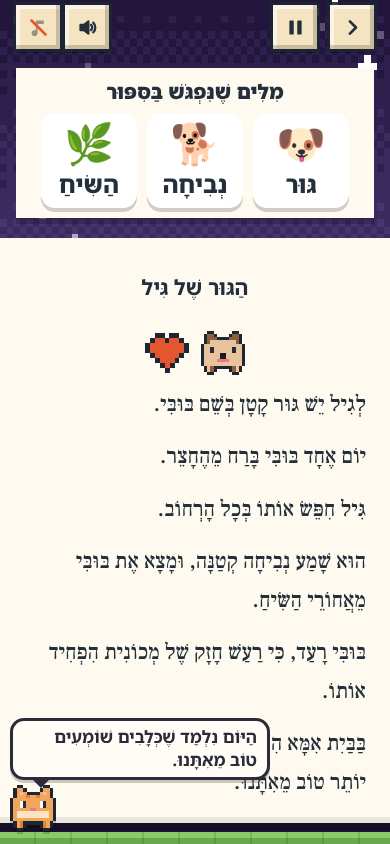 מִלִּים שֶׁנִּפְגֹּשׁ בַּסִּפּוּר
גּוּר
נְבִיחָה
הַשִּׂיחַ
הַגּוּר שֶׁל גִּיל
לְגִיל יֵשׁ גּוּר קָטָן בְּשֵׁם בּוּבִּי.
יוֹם אֶחָד בּוּבִּי בָּרַח מֵהֶחָצֵר.
גִּיל חִפֵּשׂ אוֹתוֹ בְּכָל הָרְחוֹב.
הוּא שָׁמַע נְבִיחָה קְטַנָּה, וּמָצָא אֶת בּוּבִּי
מֵאֲחוֹרֵי הַשִּׂיחַ.
בּוּבִּי רָעַד, כִּי רַעַשׁ חָזָק שֶׁל מְכוֹנִית הִפְחִיד
אוֹתוֹ.
בַּבַּיִת אִמָּא
יוֹתֵר טוֹב מֵאִתָּנוּ.
הַיּוֹם נִלְמַד שֶׁכְּלָבִים שׁוֹמְעִים
טוֹב מֵאִתָּנוּ.